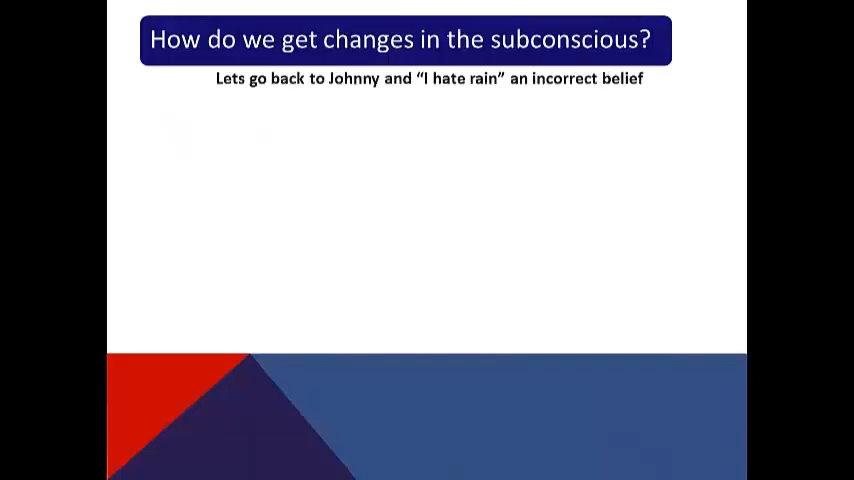 How do we get changes in the subconscious?
Lets go back to Johnny and “I hate rain” an incorrect belief